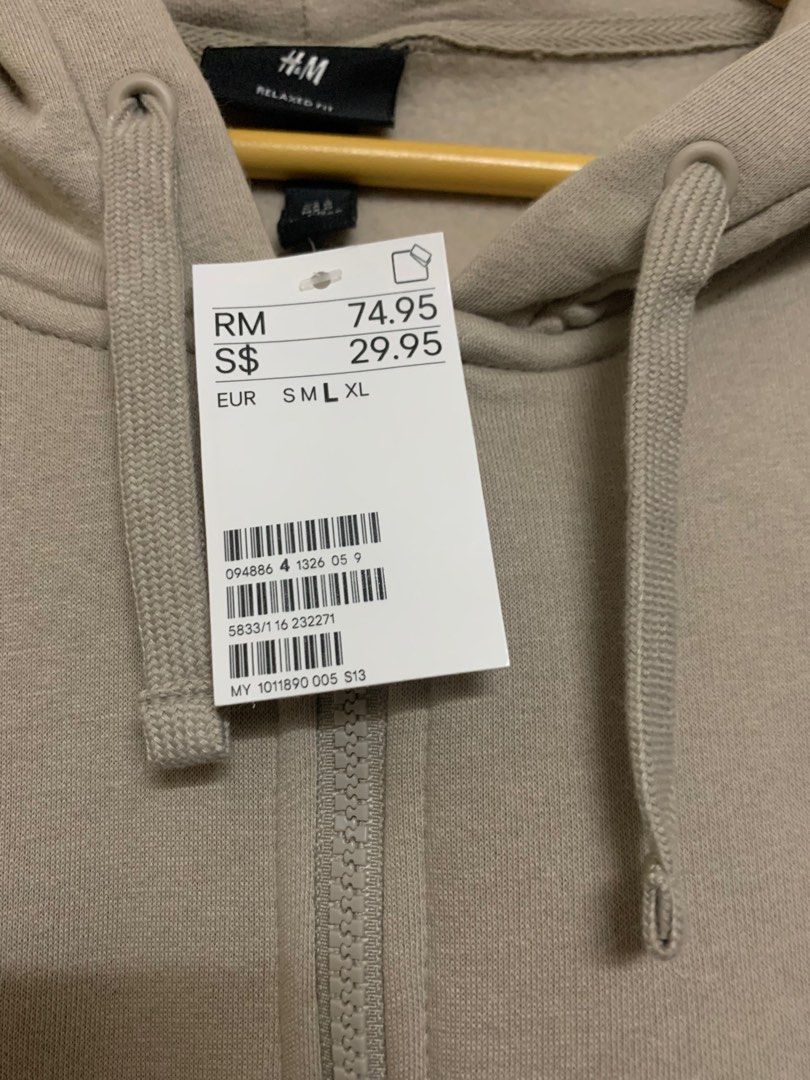 H&M
RELAXED FIT
RM 74.95
S$ 29.95
EUR S M L XL
094886 4 1326 05 9
5833/1 16 232271
MY 1011890 005 S13